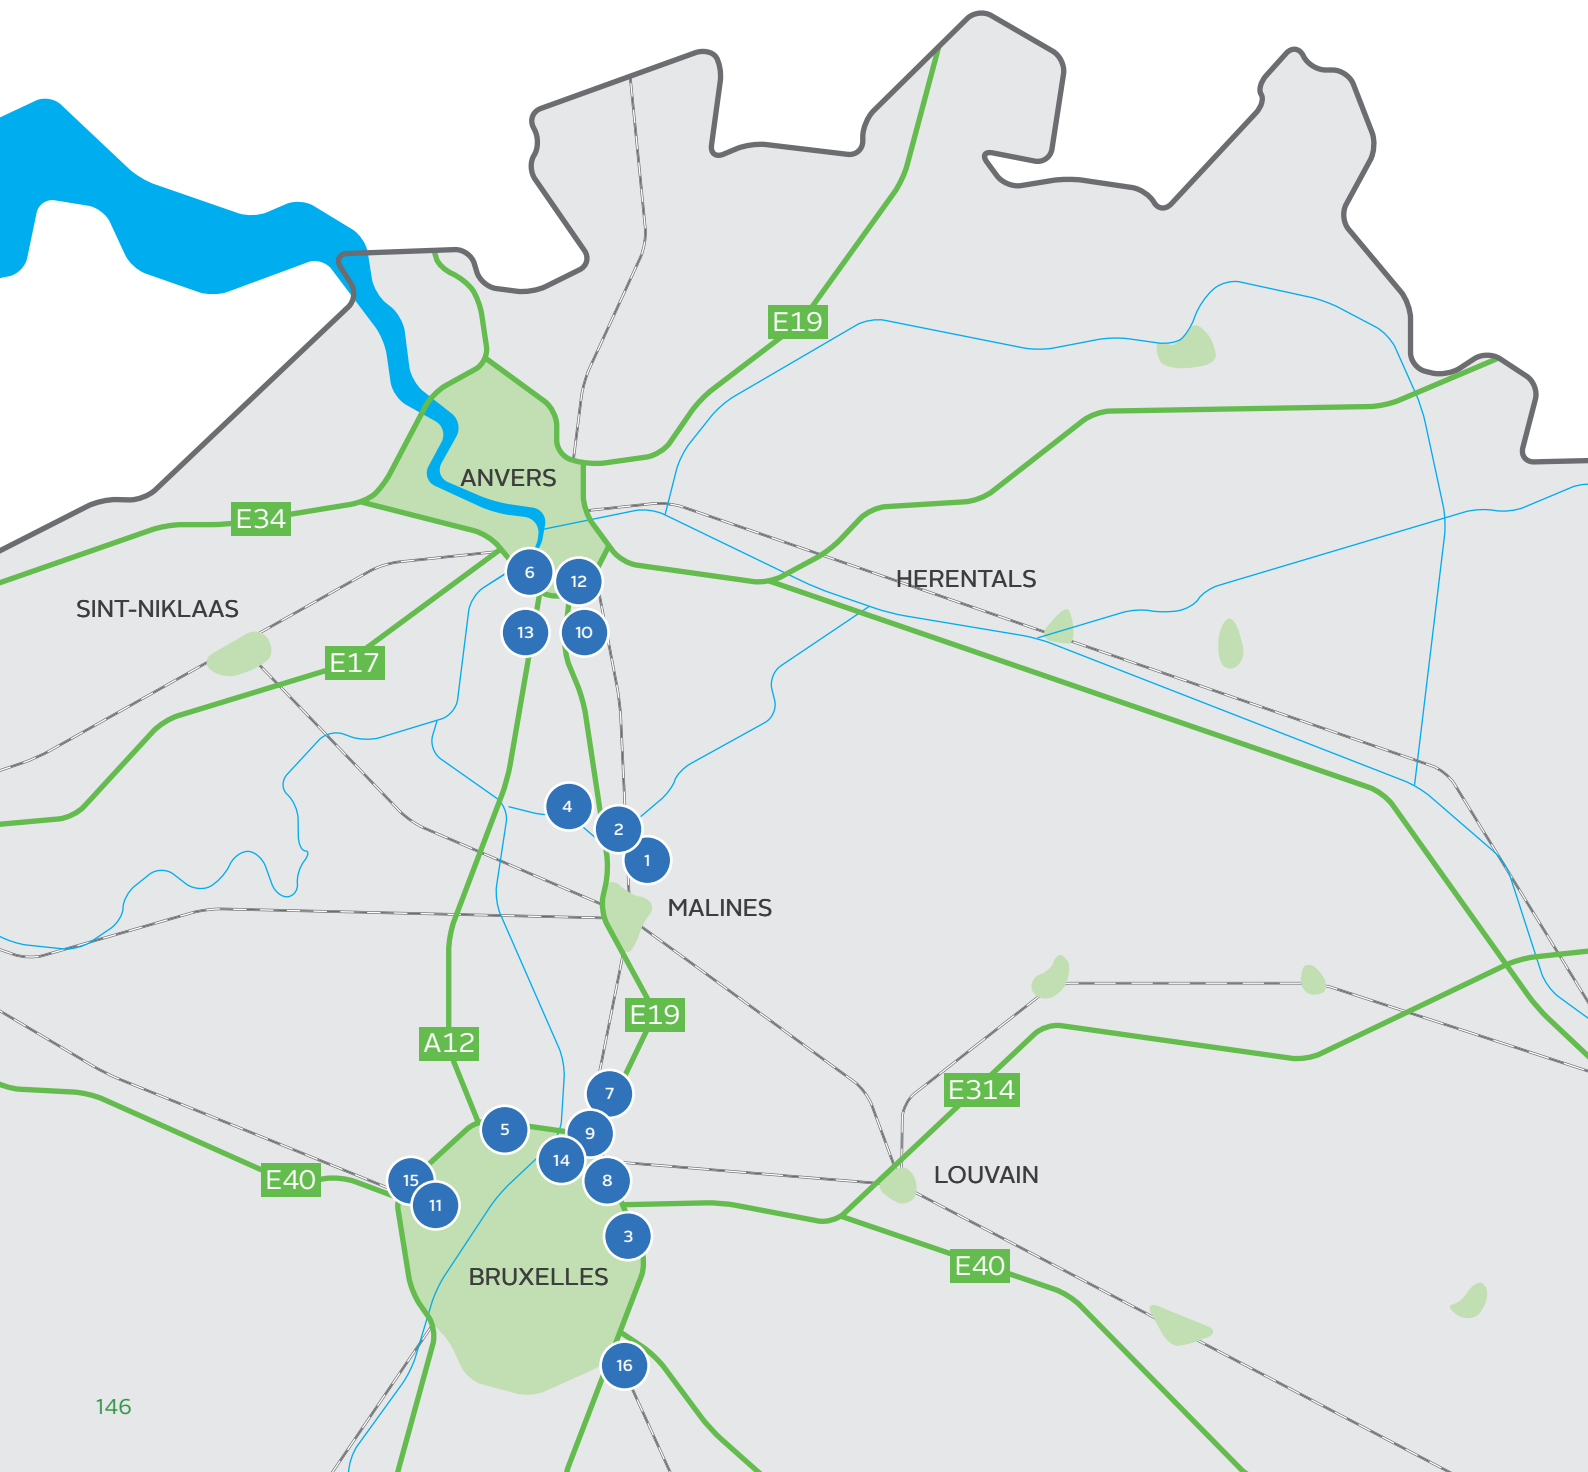 E19
ANVERS
E34
6
12
HERENTALS
SINT-NIKLAAS
13
10
E17
4
2
1
MALINES
E19
A12
7
E314
5
9
14
15
8
E40
LOUVAIN
11
3
E40
BRUXELLES
16
146